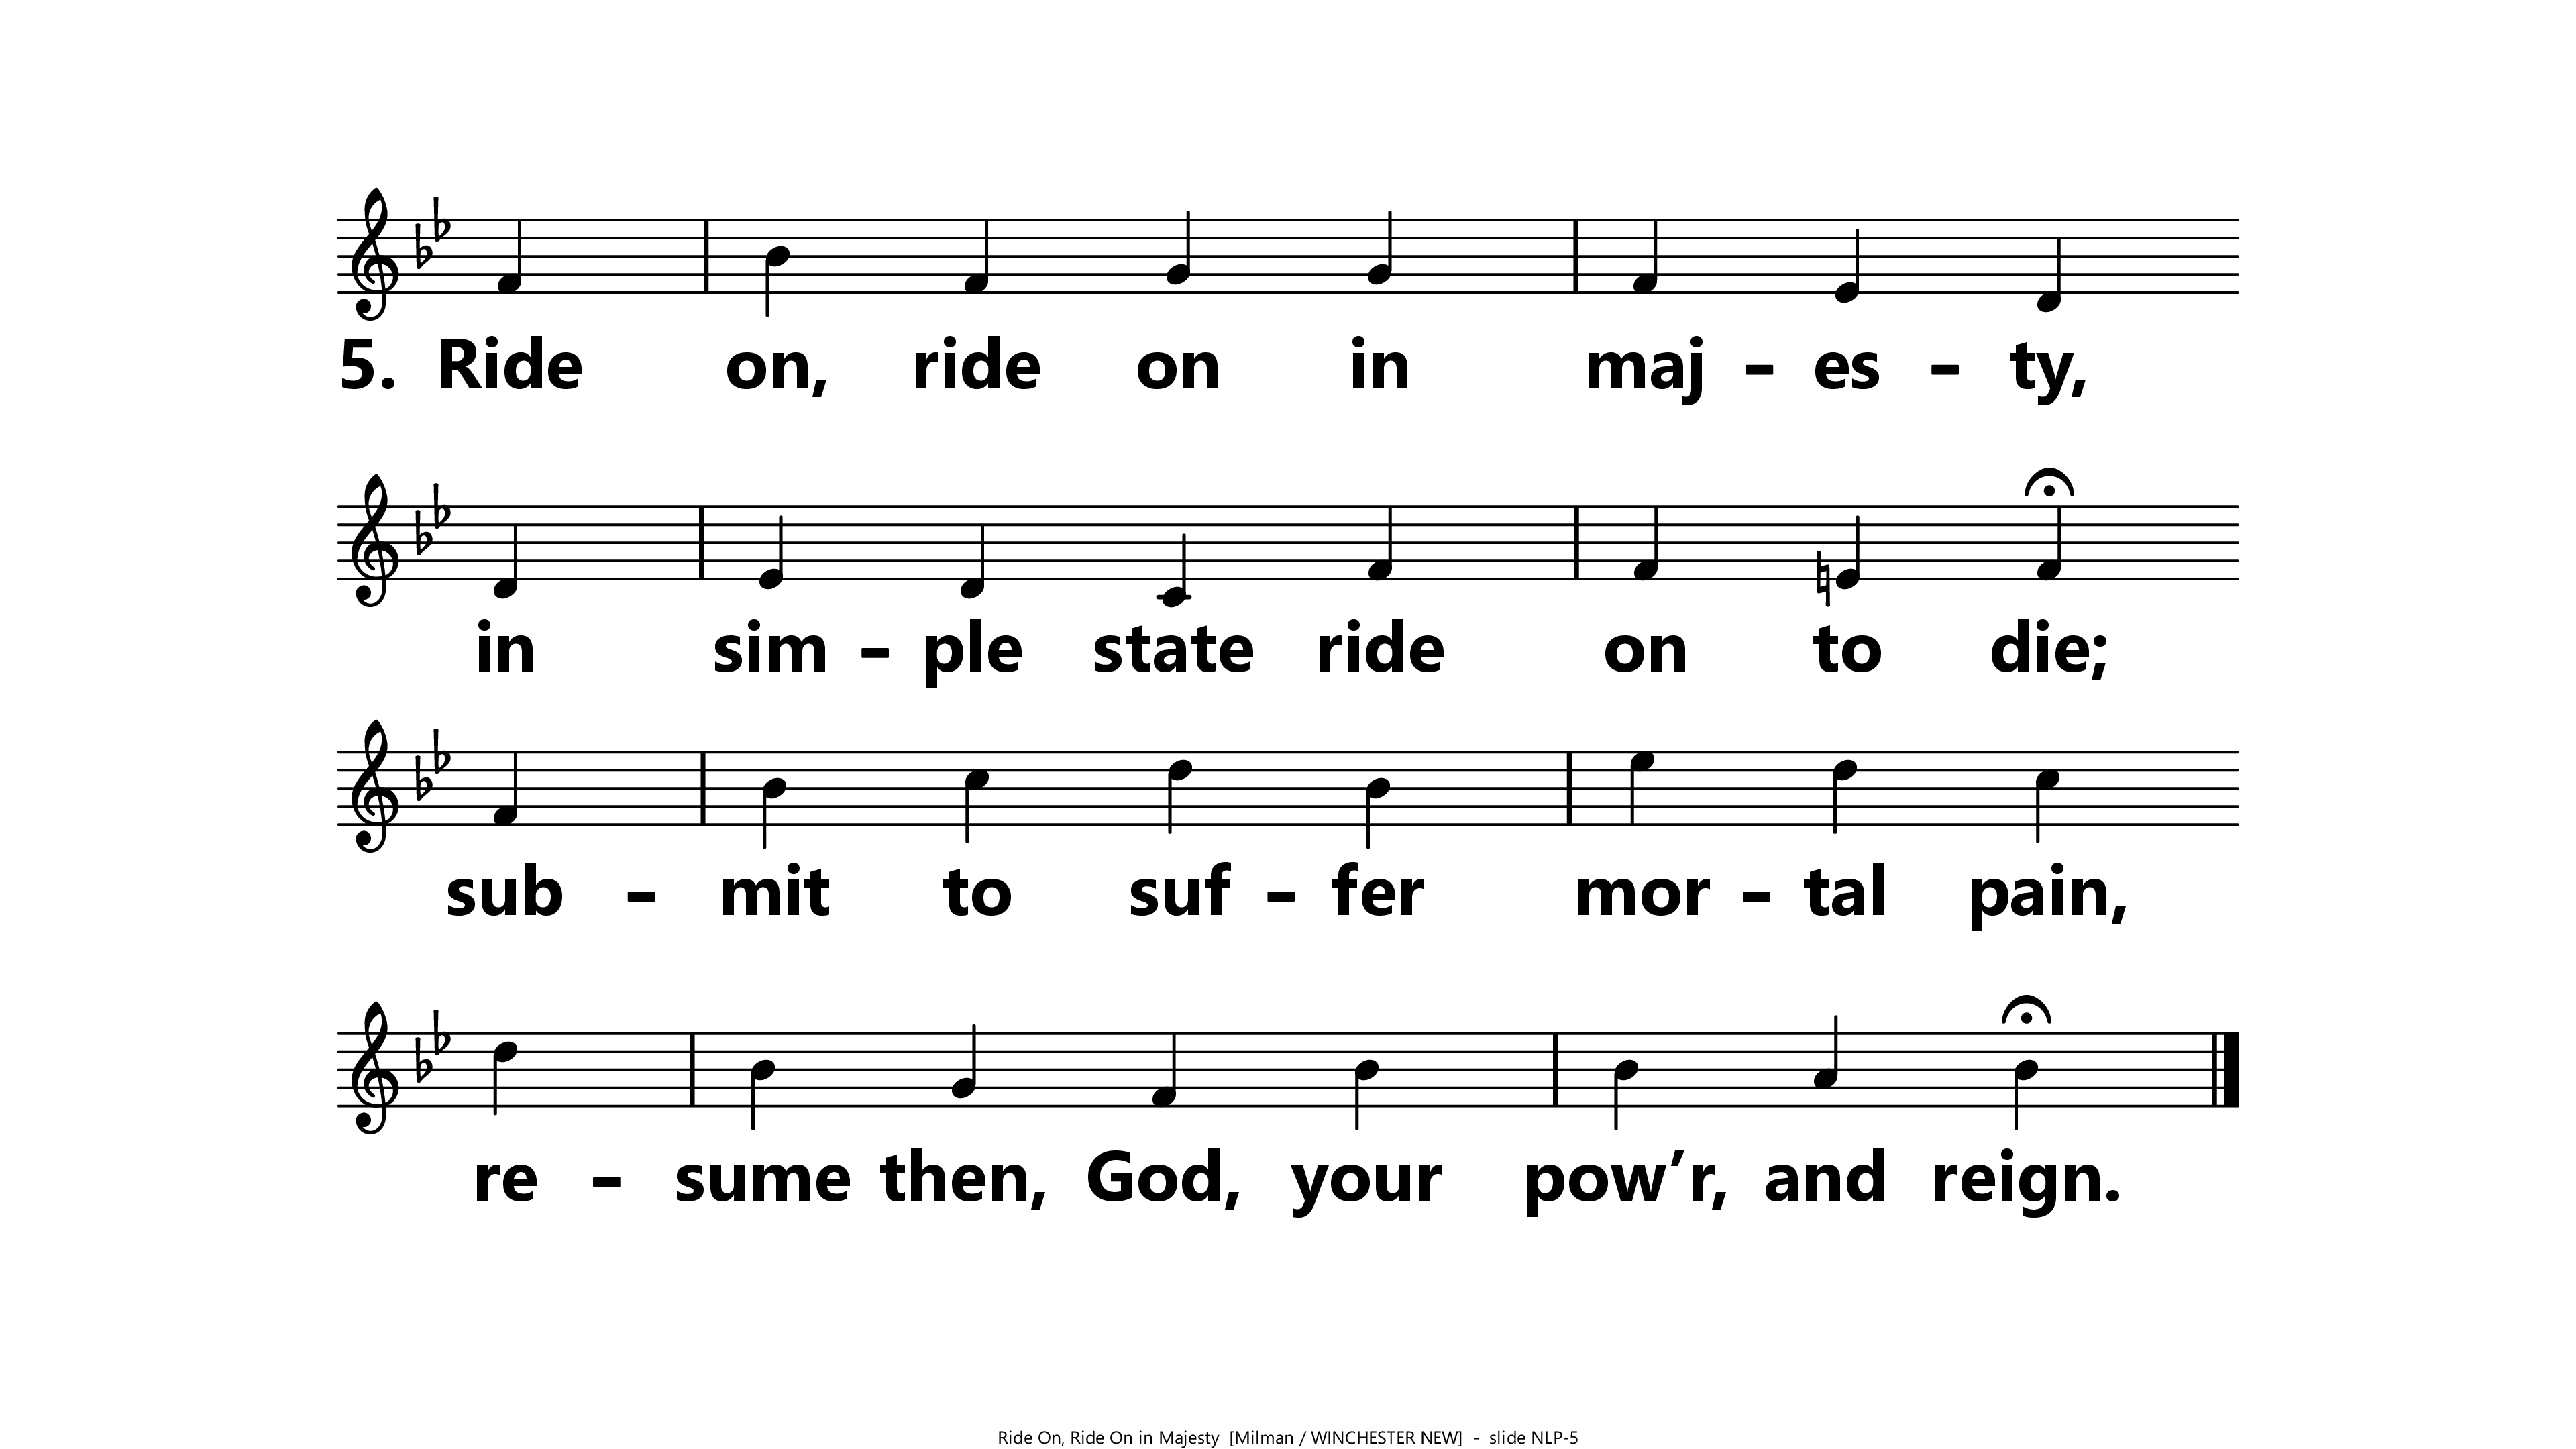 5. Ride on, ride on in maj - es - ty,
in sim - ple state ride on to die;
sub - mit to suf - fer mor - tal pain,
re - sume then, God, your pow’r, and reign.
Ride On, Ride On in Majesty [Milman / WINCHESTER NEW] - slide NLP-5